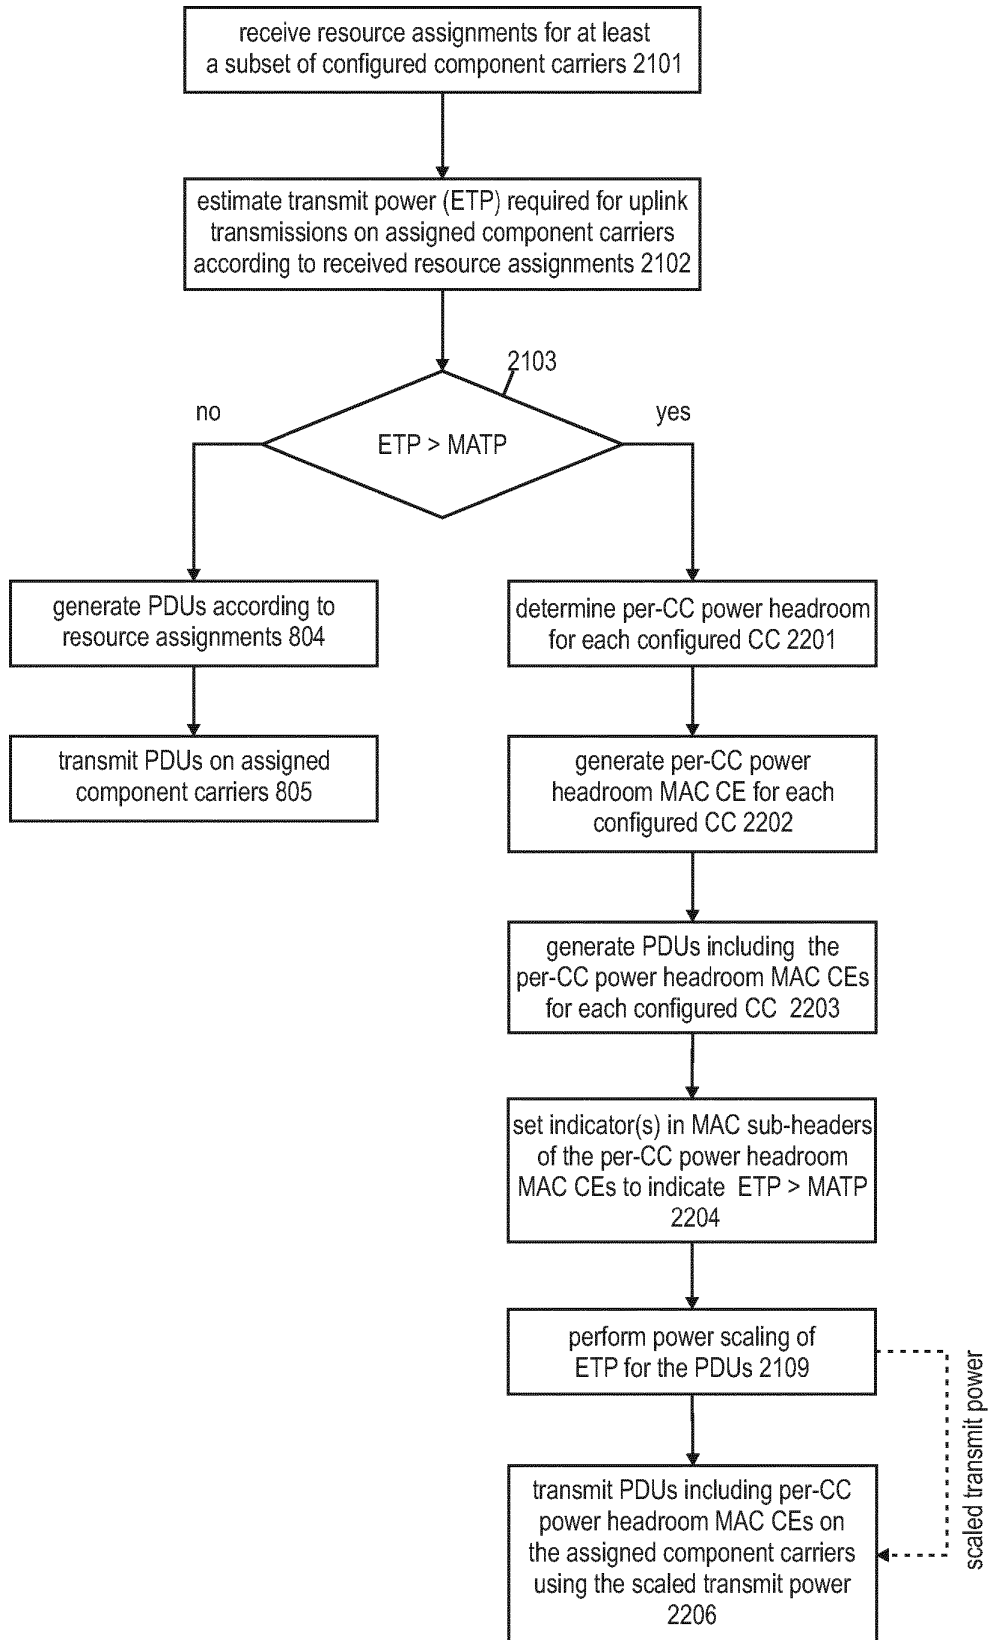 receive resource assignments for at least
a subset of configured component carriers 2101
estimate transmit power (ETP) required for uplink
transmissions on assigned component carriers
according to received resource assignments 2102
2103
no
yes
ETP > MATP
generate PDUs according to
resource assignments 804
transmit PDUs on assigned
component carriers 805
determine per-CC power headroom
for each configured CC 2201
generate per-CC power
headroom MAC CE for each
configured CC 2202
generate PDUs including the
per-CC power headroom MAC CEs
for each configured CC 2203
set indicator(s) in MAC sub-headers
of the per-CC power headroom
MAC CEs to indicate ETP > MATP
2204
perform power scaling of
ETP for the PDUs 2109
scaled transmit power
transmit PDUs including per-CC
power headroom MAC CEs on
the assigned component carriers
using the scaled transmit power
2206